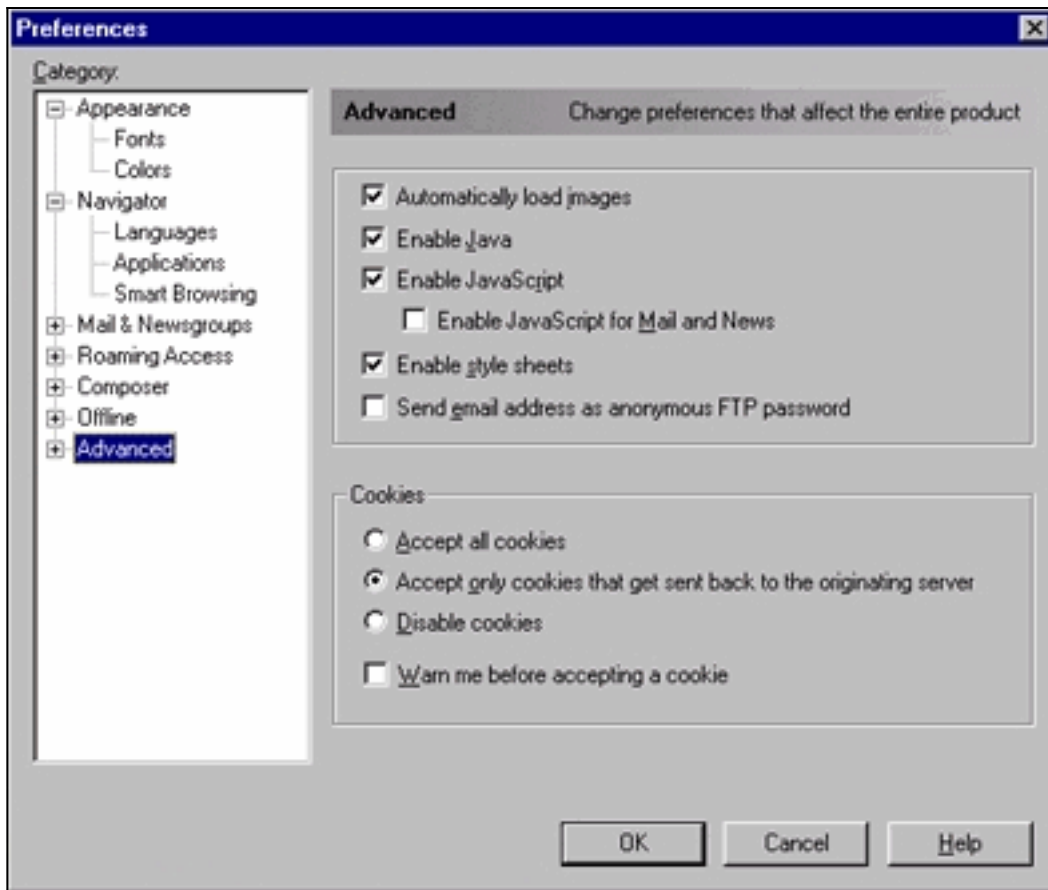 Preferences
Category:
Appearance
Fonts
Colors
Navigator
Languages
Applications
Smart Browsing
Mail & Newsgroups
Roaming Access
Composer
Offline
Advanced
Advanced Change preferences that affect the entire product
Automatically load images
Enable Java
Enable JavaScript
Enable JavaScript for Mail and News
Enable style sheets
Send email address as anonymous FTP password
Cookies
Accept all cookies
Accept only cookies that get sent back to the originating server
Disable cookies
Warn me before accepting a cookie
OK Cancel Help